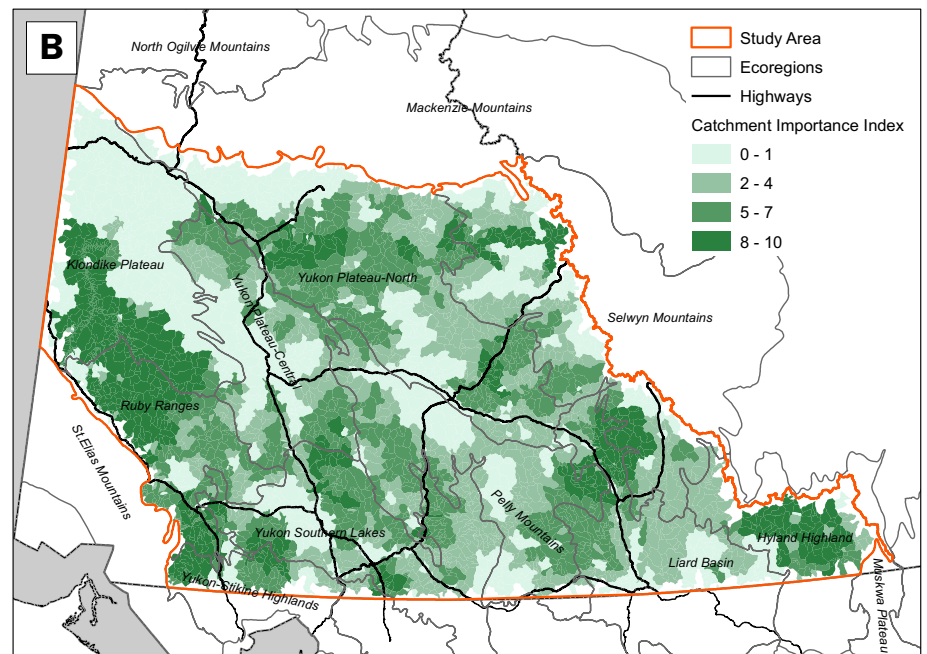 B
North Ogilvie Mountains
Mackenzie Mountains
Study Area
Ecoregions
Highways
Catchment Importance Index
0 - 1
2 - 4
5 - 7
8 - 10
Klondike Plateau
Yukon Plateau-North
Yukon Plateau-Central
Selwyn Mountains
Ruby Ranges
St.Elias Mountains
Pelly Mountains
Yukon Southern Lakes
Hyland Highland
Liard Basin
Yukon-Stikine Highlands
Muskwa Plateau